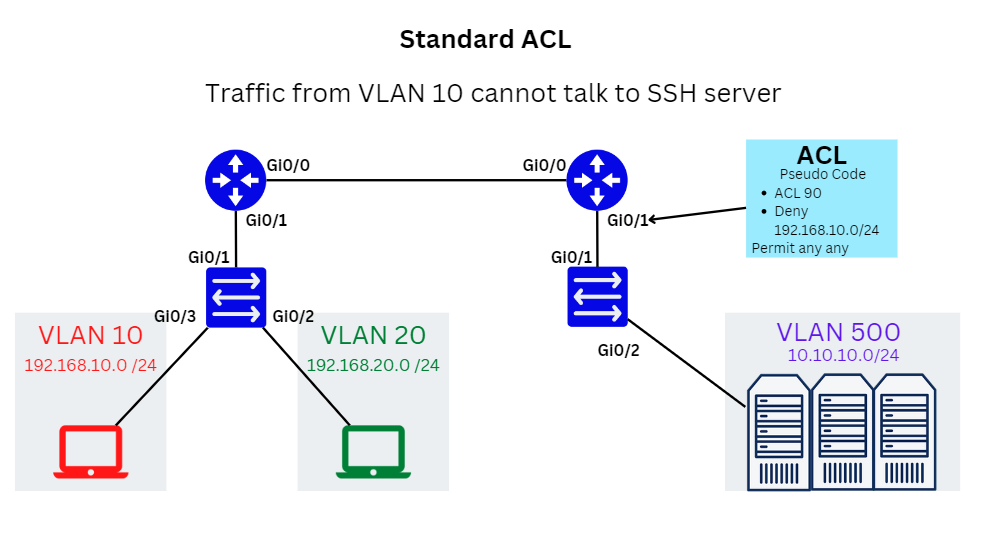 Standard ACL
Traffic from VLAN 10 cannot talk to SSH server
Gi0/0
Gi0/0
Gi0/1
Gi0/1
ACL
Pseudo Code
• ACL 90
• Deny
192.168.10.0/24
Permit any any
Gi0/1
Gi0/1
Gi0/3
Gi0/2
Gi0/2
VLAN 10
192.168.10.0 /24
VLAN 20
192.168.20.0 /24
VLAN 500
10.10.10.0/24